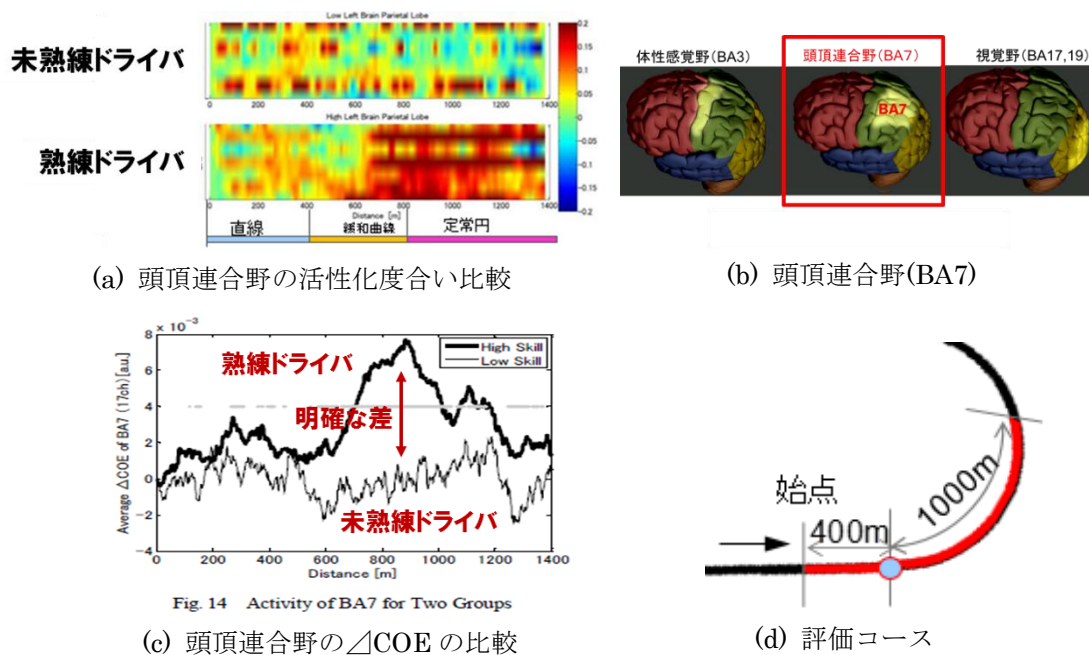 Low Left Brain Parietal Lobe
未熟練ドライバ
0.2
0.15
0.1
0.05
0
-0.05
-0.1
-0.15
-0.2
0 200 400 600 800 1000 1200 1400
High Left Brain Parietal Lobe
熟練ドライバ
0 200 400 600 800 1000 1200 1400
Distance [m]
直線 緩和曲線 定常円
(a) 頭頂連合野の活性化度合い比較
体性感覚野(BA3) 頭頂連合野(BA7) 視覚野(BA17,19)
BA7
(b) 頭頂連合野(BA7)
× 10⁻³
Average △COE of BA7 (17ch)[a.u.]
8
6
4
2
0
-2
-4
High Skill
Low Skill
熟練ドライバ
明確な差
未熟練ドライバ
0 200 400 600 800 1000 1200 1400
Distance [m]
Fig. 14 Activity of BA7 for Two Groups
(c) 頭頂連合野の⊿COE の比較
始点
400m
1000m
(d) 評価コース